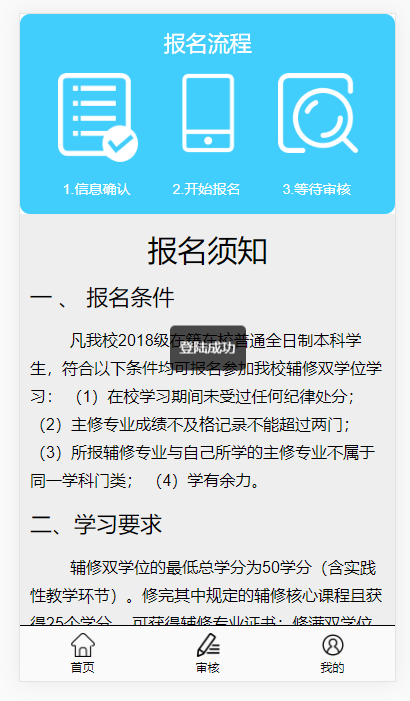 报名流程
1.信息确认 2.开始报名 3.等待审核
报名须知
一 、 报名条件
凡我校2018级在籍在校普通全日制本科学
生，符合以下条件均可报名参加我校辅修双学位学
习： （1）在校学习期间未受过任何纪律处分；
（2）主修专业成绩不及格记录不能超过两门；
（3）所报辅修专业与自己所学的主修专业不属于
同一学科门类； （4）学有余力。
登陆成功
二、学习要求
辅修双学位的最低总学分为50学分（含实践
性教学环节）。修完其中规定的辅修核心课程且获
得25个学分，可获得辅修专业证书；修满双学位
首页 审核 我的